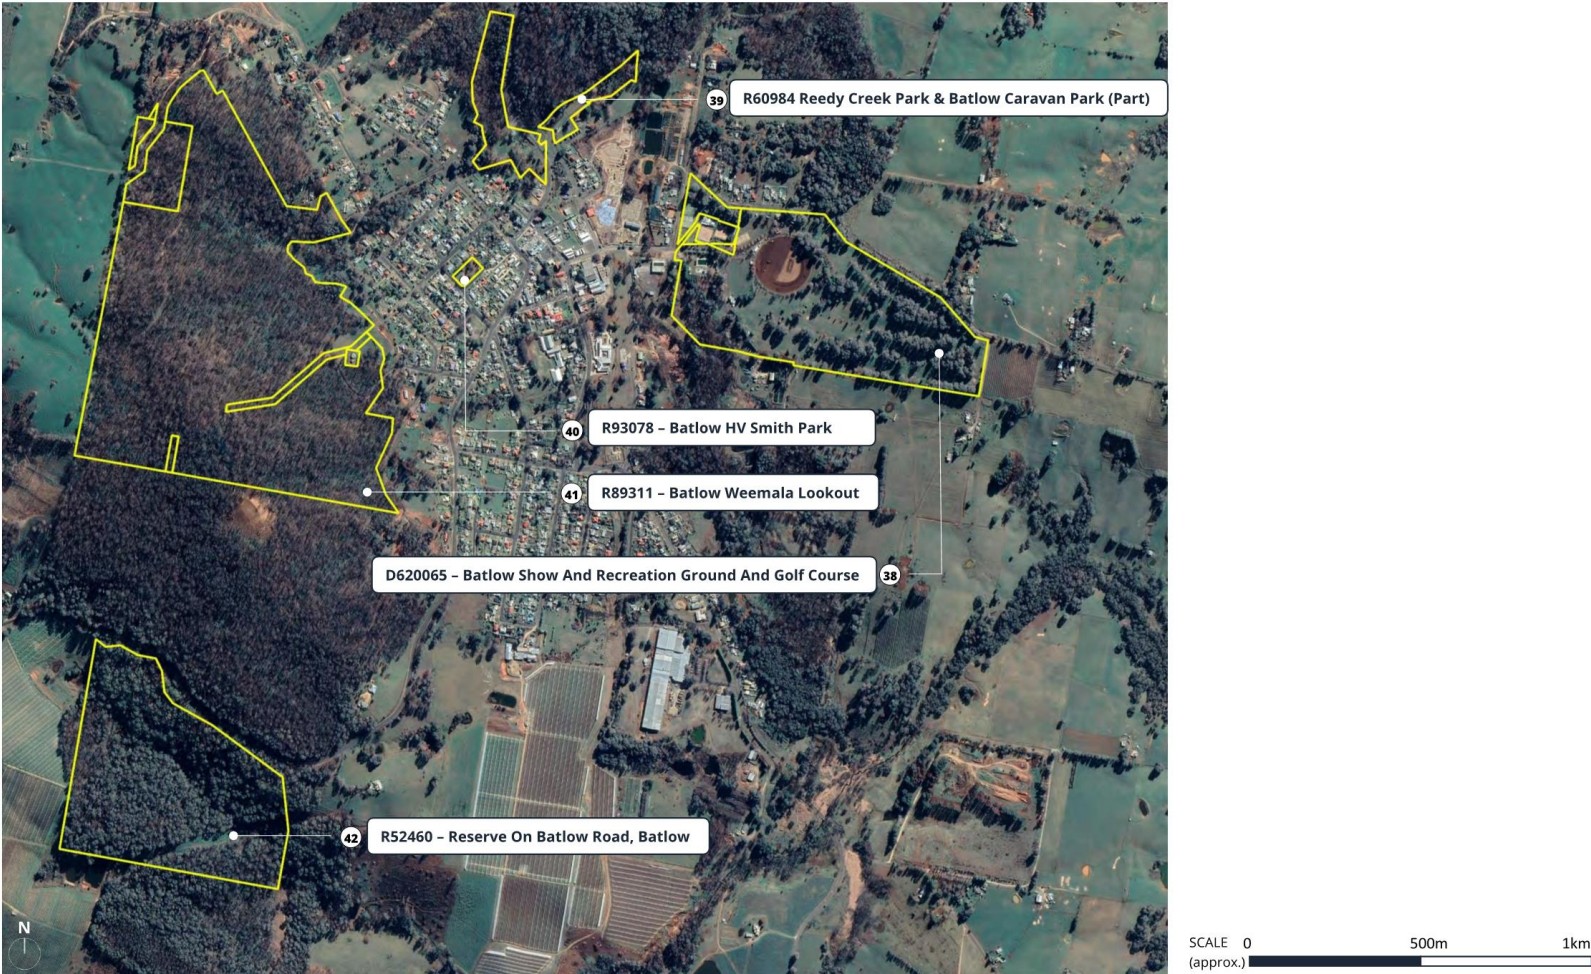 39 R60984 Reedy Creek Park & Batlow Caravan Park (Part)
40 R93078 – Batlow HV Smith Park
41 R89311 – Batlow Weemala Lookout
D620065 – Batlow Show And Recreation Ground And Golf Course 38
42 R52460 – Reserve On Batlow Road, Batlow
N
SCALE 0 500m 1km
(approx.)